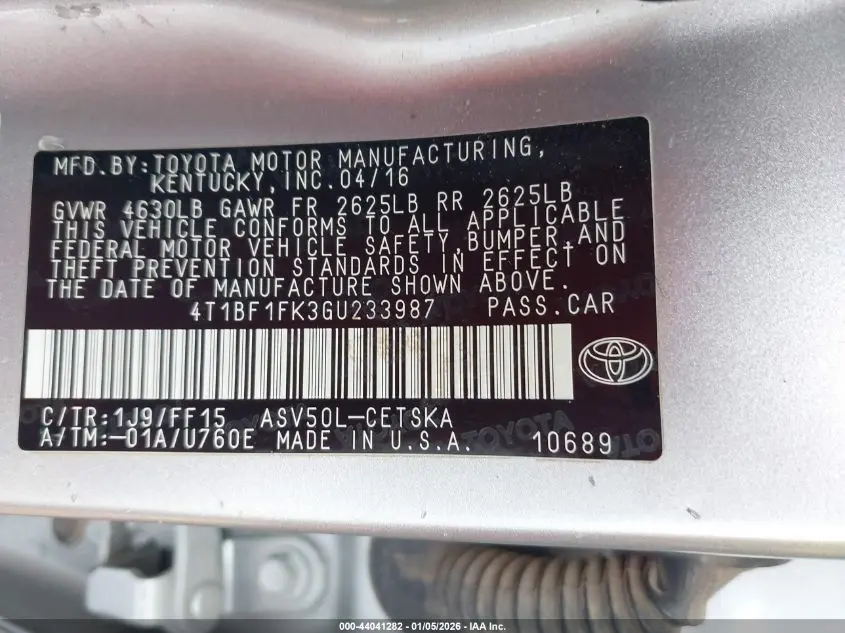 MFD.BY:TOYOTA MOTOR MANUFACTURING,
KENTUCKY,INC.04/16
GVWR 4630LB GAWR FR 2625LB RR 2625LB
THIS VEHICLE CONFORMS TO ALL APPLICABLE
FEDERAL MOTOR VEHICLE SAFETY,BUMPER,AND
THEFT PREVENTION STANDARDS IN EFFECT ON
THE DATE OF MANUFACTURE SHOWN ABOVE.
4T1BF1FK3GU233987 PASS.CAR
C/TR:1J9/FF15 ASV50L-CETSKA
A/TM:-01A/U760E MADE IN U.S.A. 10689
000-44041282 - 01/05/2026 - IAA Inc.